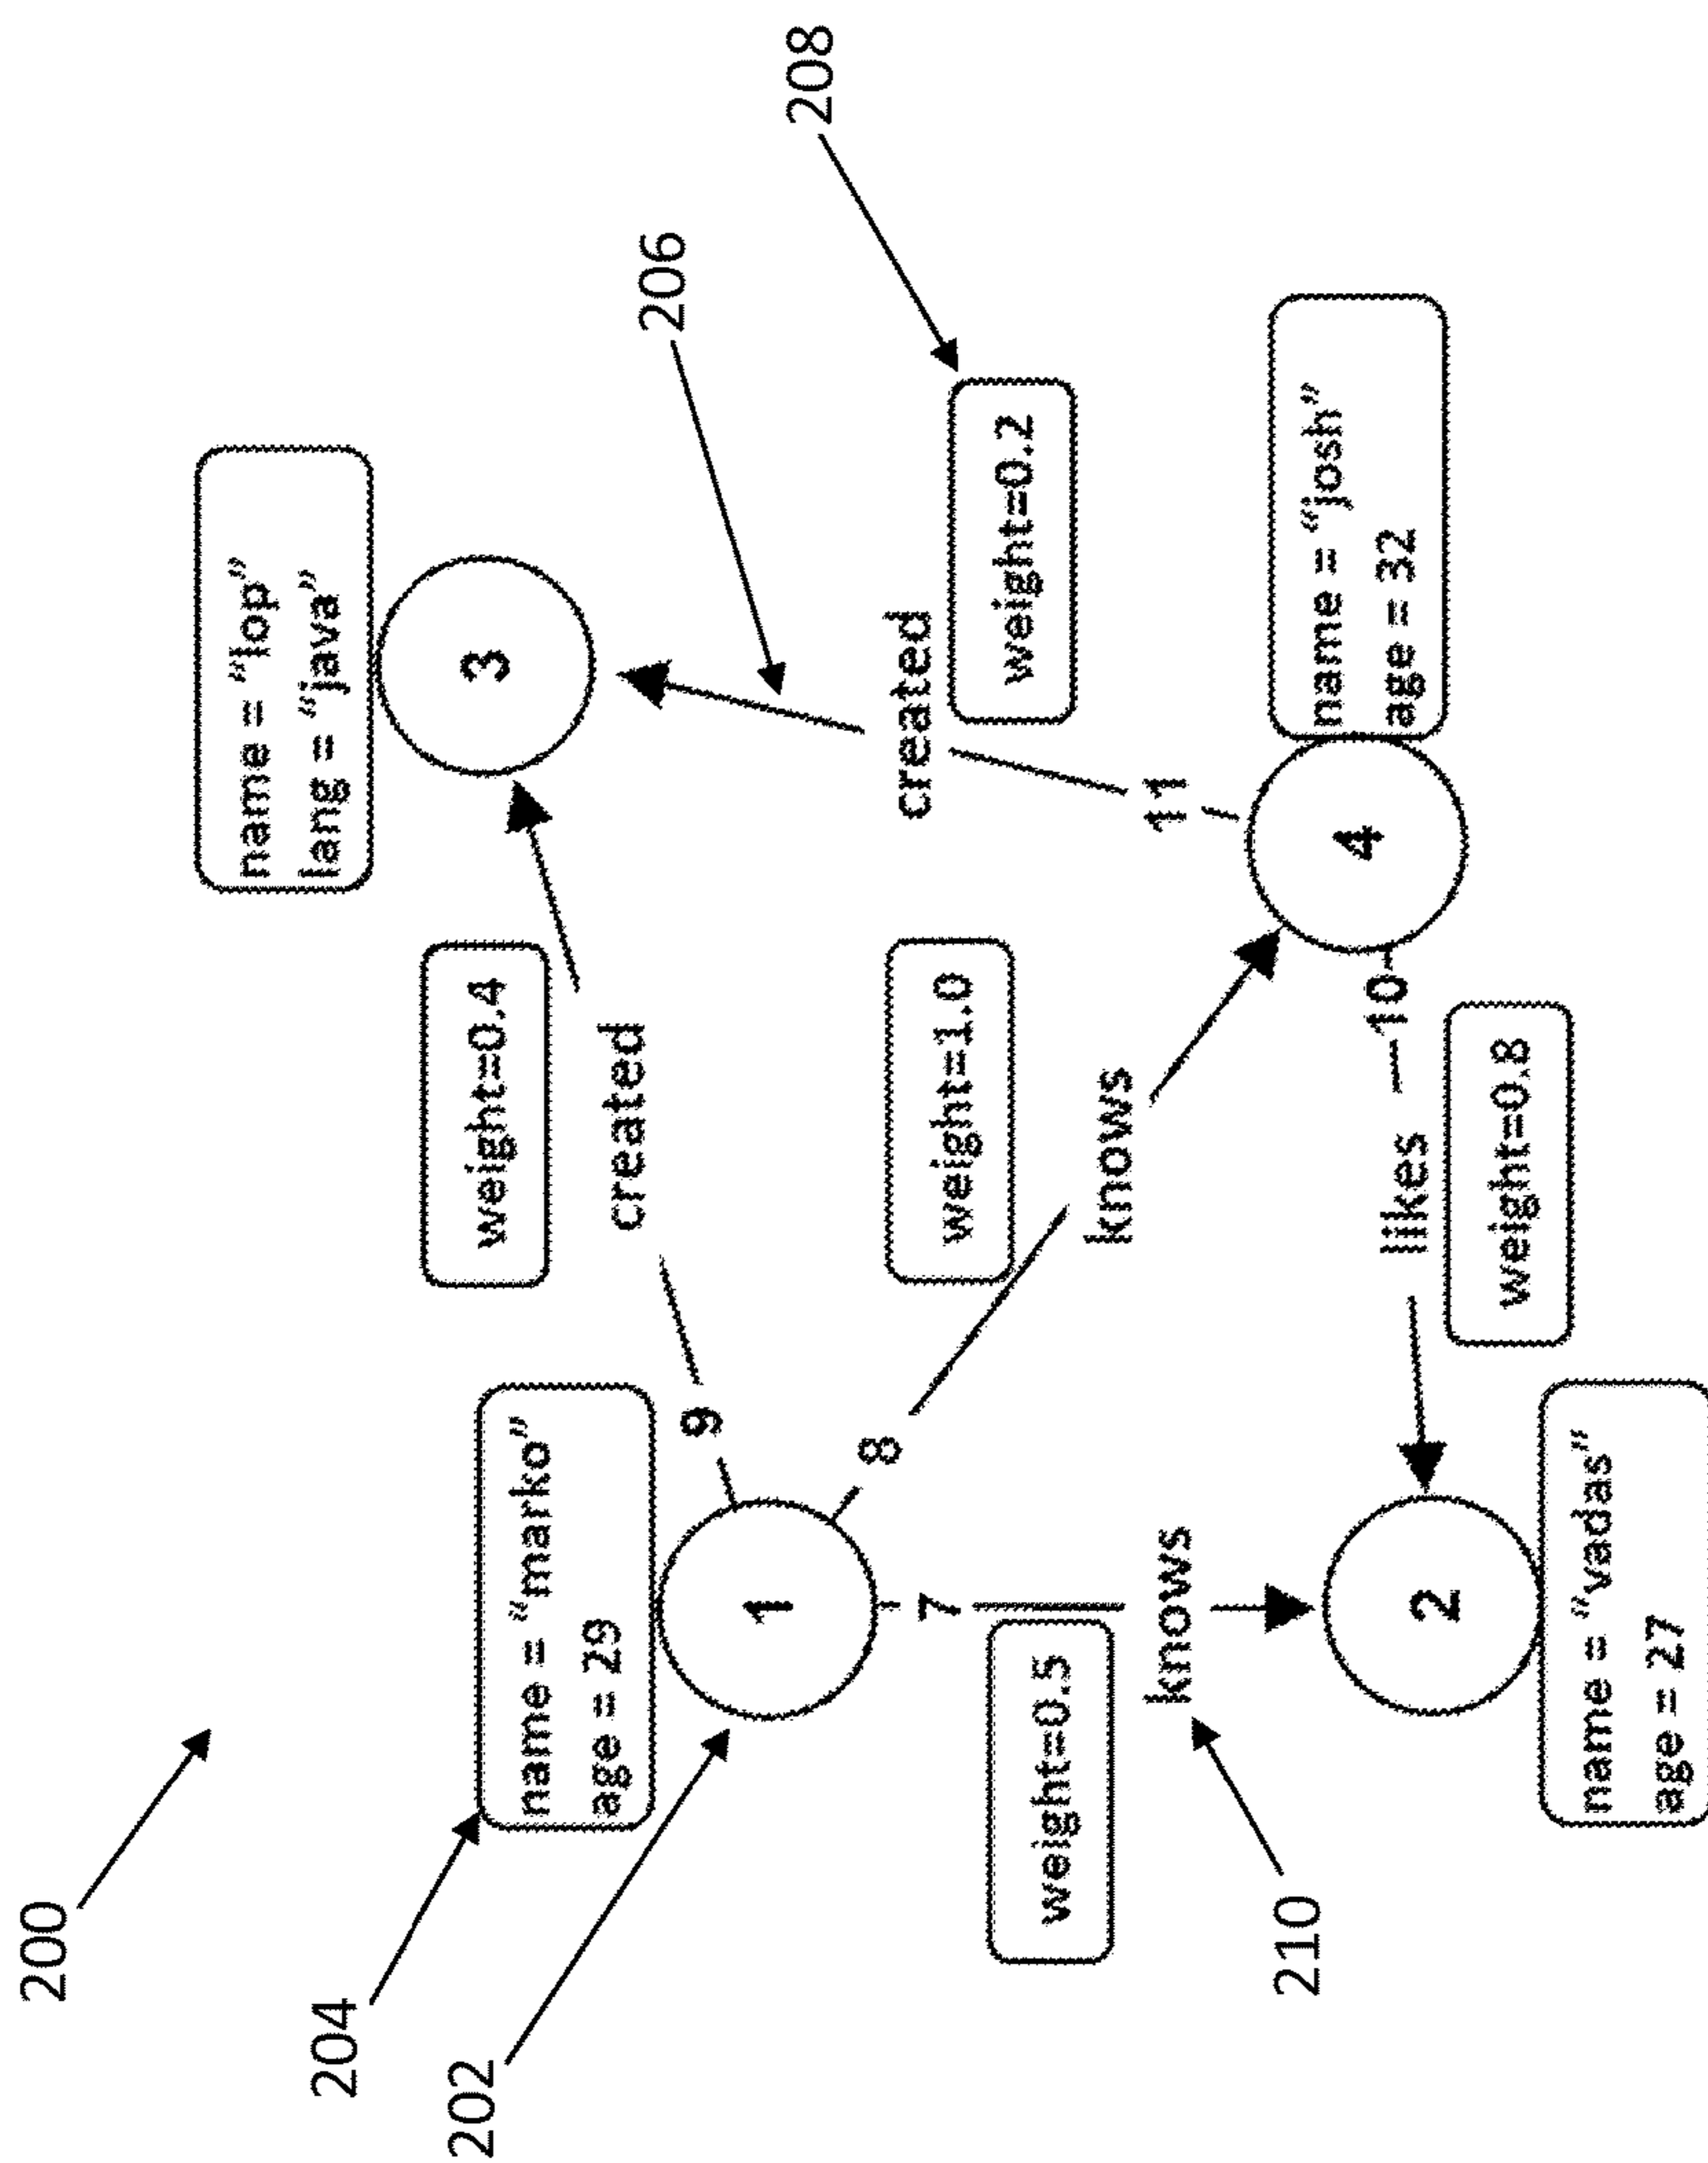 200
name = "lop"
lang = "java"
204
202
weight=0.4
3
name = "marko"
age = 29
created
206
9
1
208
8
created
7
weight=1.0
weight=0.2
weight=0.5
knows
11
knows
210
name = "josh"
age = 32
4
10
likes
2
weight=0.8
name = "vadas"
age = 27